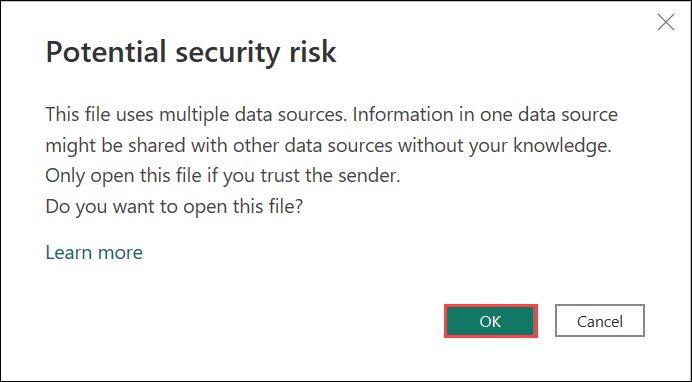 Potential security risk
This file uses multiple data sources. Information in one data source
might be shared with other data sources without your knowledge.
Only open this file if you trust the sender.
Do you want to open this file?
Learn more
OK
Cancel